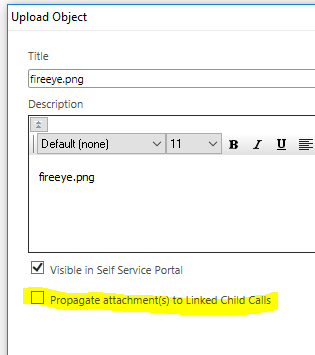 Upload Object
Title
fireeye.png
Description
Default (none) 11 B I U
fireeye.png
Visible in Self Service Portal
Propagate attachment(s) to Linked Child Calls